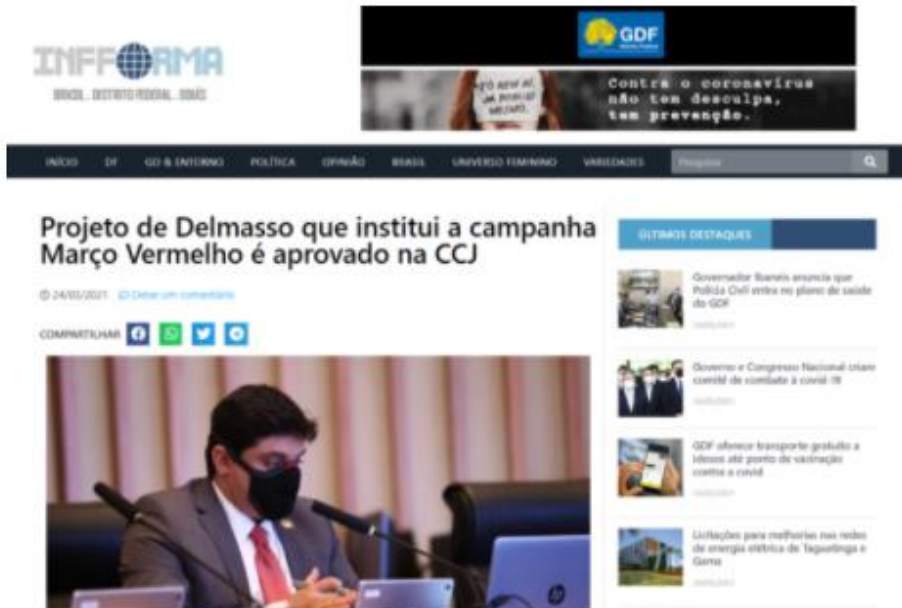 INFFORMA
BRASIL . DISTRITO FEDERAL . GOIÁS
GDF
Contra o coronavírus
não tem desculpa,
tem prevenção.
INÍCIO DF GO & ENTORNO POLÍTICA OPINIÃO BRASIL UNIVERSO FEMININO VARIEDADES Pesquisar
Projeto de Delmasso que institui a campanha
Março Vermelho é aprovado na CCJ
24/03/2021 Deixe um comentário
COMPARTILHAR
ÚLTIMOS DESTAQUES
Governador Ibaneis anuncia que
Polícia Civil entra no plano de saúde
do GDF
Governo e Congresso Nacional criam
comitê de combate à covid-19
GDF oferece transporte gratuito a
idosos até ponto de vacinação
contra a covid
Licitações para melhorias nas redes
de energia elétrica de Taguatinga e
Gama
hp